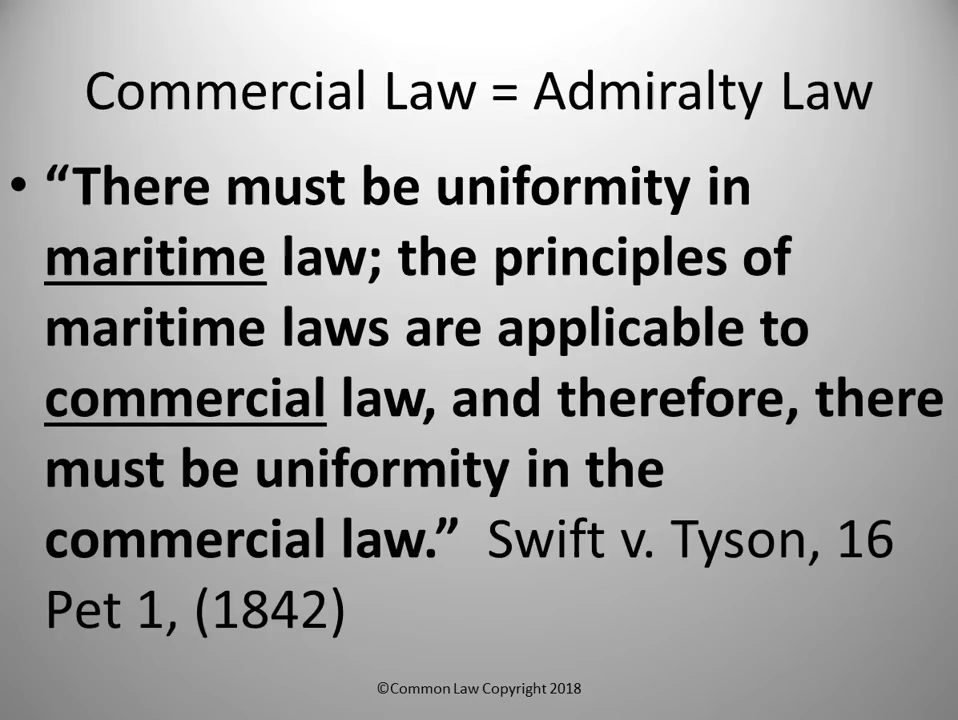 Commercial Law = Admiralty Law
• “There must be uniformity in
maritime law; the principles of
maritime laws are applicable to
commercial law, and therefore, there
must be uniformity in the
commercial law.” Swift v. Tyson, 16
Pet 1, (1842)
©Common Law Copyright 2018